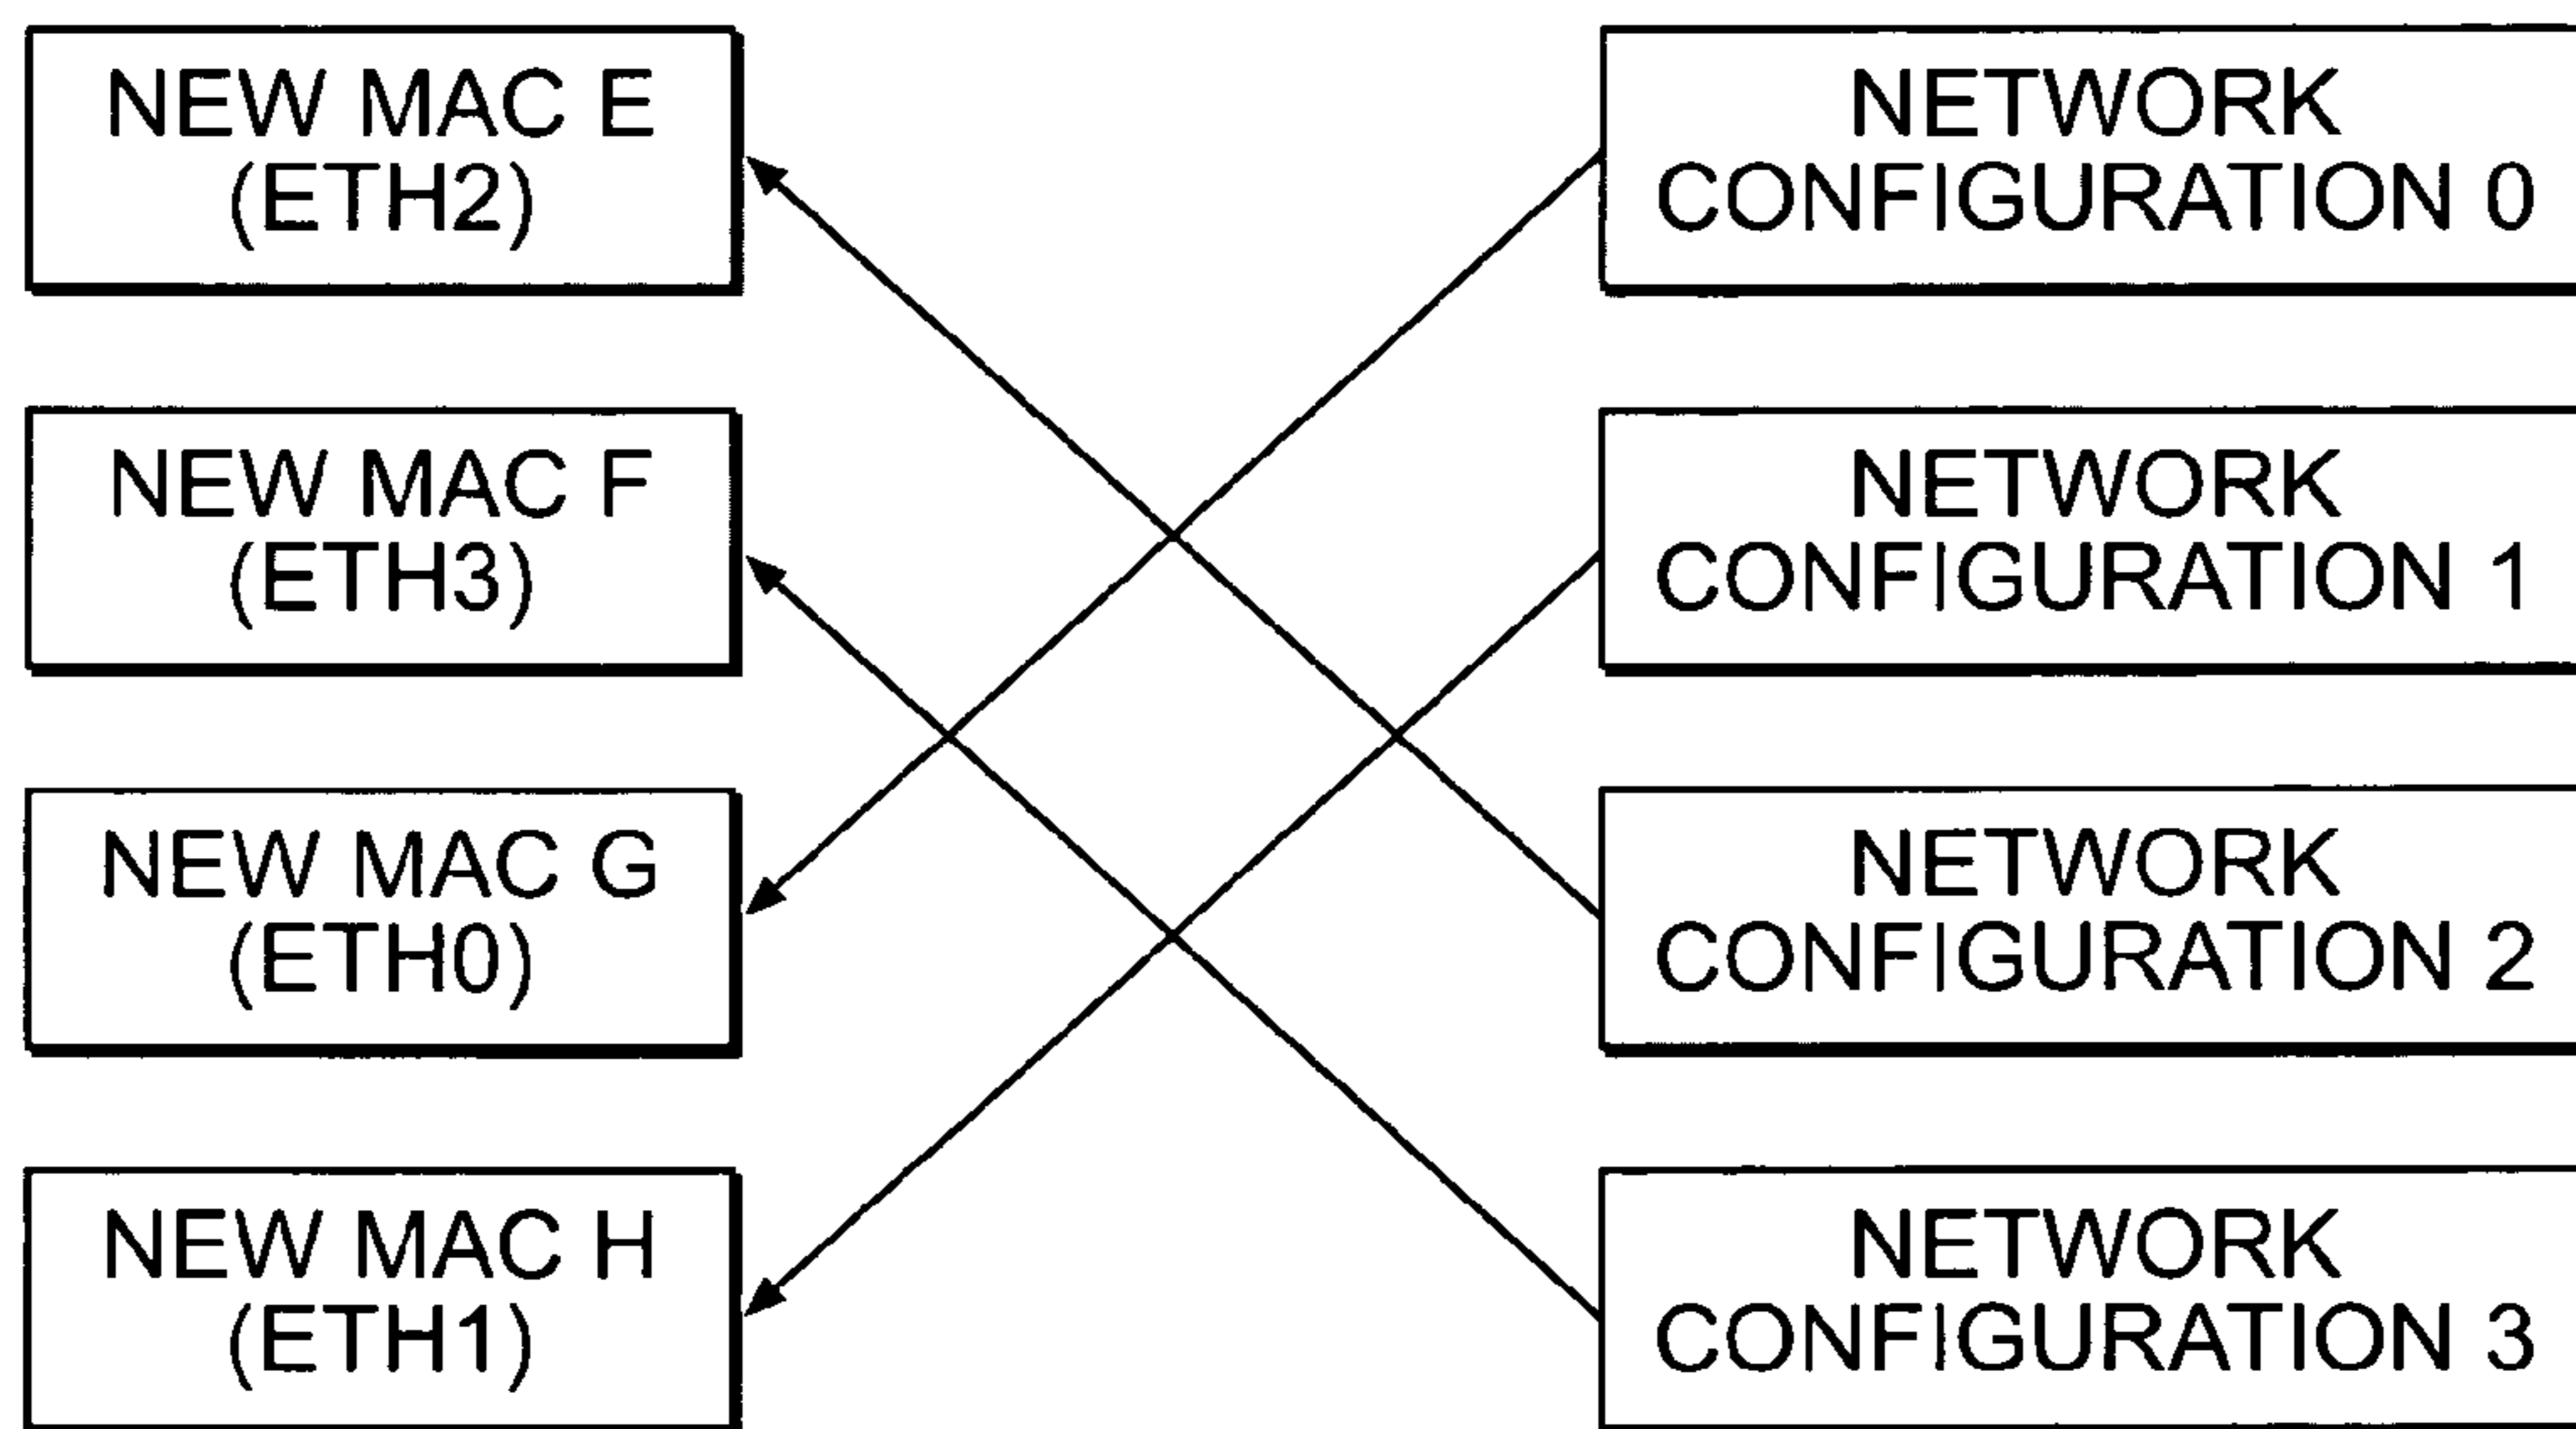 NEW MAC E
(ETH2)
NETWORK
CONFIGURATION 0
NEW MAC F
(ETH3)
NETWORK
CONFIGURATION 1
NEW MAC G
(ETH0)
NETWORK
CONFIGURATION 2
NEW MAC H
(ETH1)
NETWORK
CONFIGURATION 3